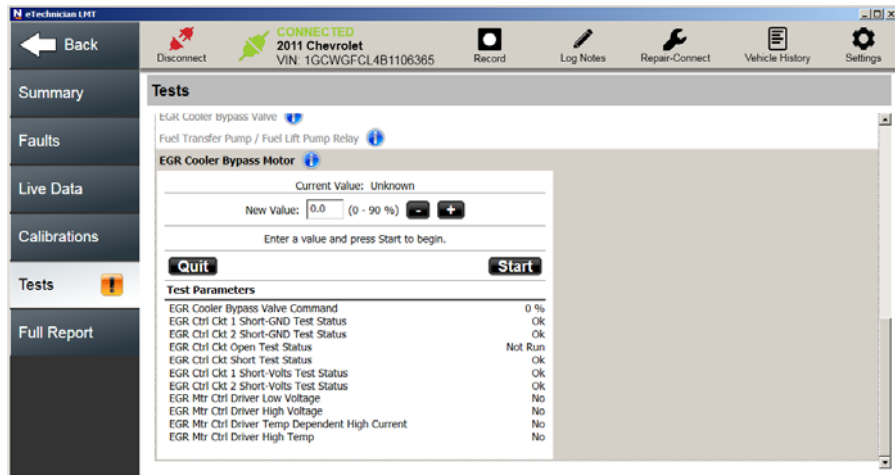 eTechnician LMT
Back
Disconnect
CONNECTED
2011 Chevrolet
VIN: 1GCWGFCL4B1106365
Record
Log Notes
Repair-Connect
Vehicle History
Settings
Summary
Faults
Live Data
Calibrations
Tests
Full Report
Tests
EGR Cooler Bypass Valve
Fuel Transfer Pump / Fuel Lift Pump Relay
EGR Cooler Bypass Motor
Current Value: Unknown
New Value: 0.0 (0 - 90 %) - +
Enter a value and press Start to begin.
Quit Start
Test Parameters
EGR Cooler Bypass Valve Command 0 %
EGR Ctrl Ckt 1 Short-GND Test Status Ok
EGR Ctrl Ckt 2 Short-GND Test Status Ok
EGR Ctrl Ckt Open Test Status Not Run
EGR Ctrl Ckt Short Test Status Ok
EGR Ctrl Ckt 1 Short-Volts Test Status Ok
EGR Ctrl Ckt 2 Short-Volts Test Status Ok
EGR Mtr Ctrl Driver Low Voltage No
EGR Mtr Ctrl Driver High Voltage No
EGR Mtr Ctrl Driver Temp Dependent High Current No
EGR Mtr Ctrl Driver High Temp No